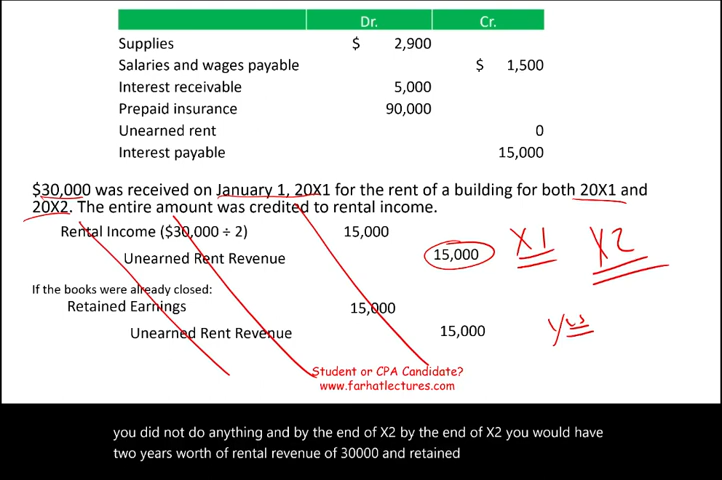 Dr. Cr.
Supplies $ 2,900
Salaries and wages payable $ 1,500
Interest receivable 5,000
Prepaid insurance 90,000
Unearned rent 0
Interest payable 15,000
$30,000 was received on January 1, 20X1 for the rent of a building for both 20X1 and
20X2. The entire amount was credited to rental income.
Rental Income ($30,000 ÷ 2) 15,000
Unearned Rent Revenue 15,000 X1 X2
If the books were already closed:
Retained Earnings 15,000
Unearned Rent Revenue 15,000 yes
Student or CPA Candidate?
www.farhatlectures.com
you did not do anything and by the end of X2 by the end of X2 you would have
two years worth of rental revenue of 30000 and retained